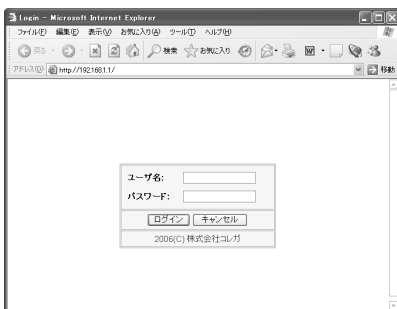 Login - Microsoft Internet Explorer
ファイル(F) 編集(E) 表示(V) お気に入り(A) ツール(T) ヘルプ(H)
戻る 検索 お気に入り
アドレス(D) http://192.168.1.1/ 移動
ユーザ名:
パスワード:
ログイン キャンセル
2006(C) 株式会社コレガ